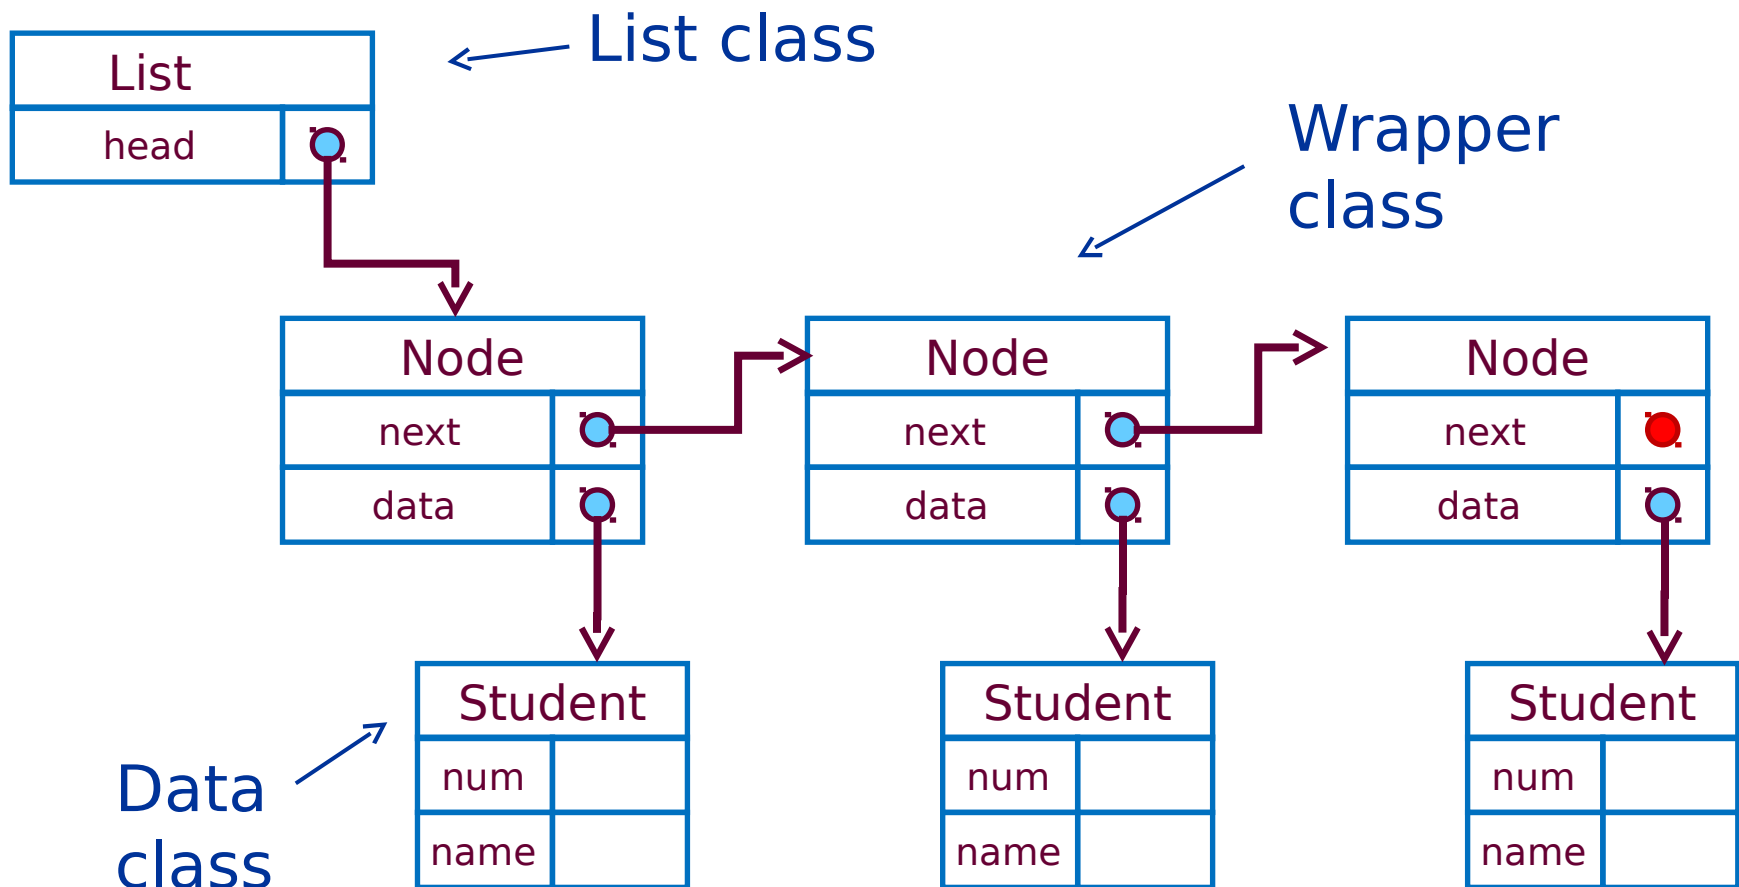 List class
List
head
Wrapper
class
Node
next
data
Node
next
data
Node
next
data
Student
num
name
Student
num
name
Student
num
name
Data
class